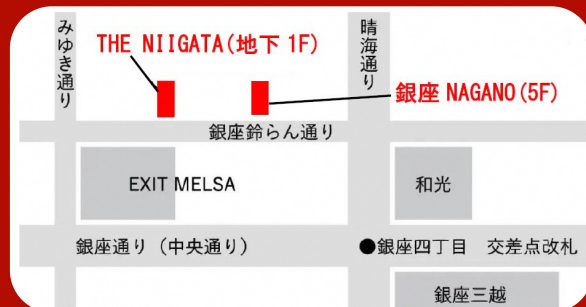 みゆき通り
THE NIIGATA(地下 1F)
晴海通り
銀座 NAGANO(5F)
銀座鈴らん通り
EXIT MELSA
和光
銀座通り（中央通り）
●銀座四丁目 交差点改札
銀座三越